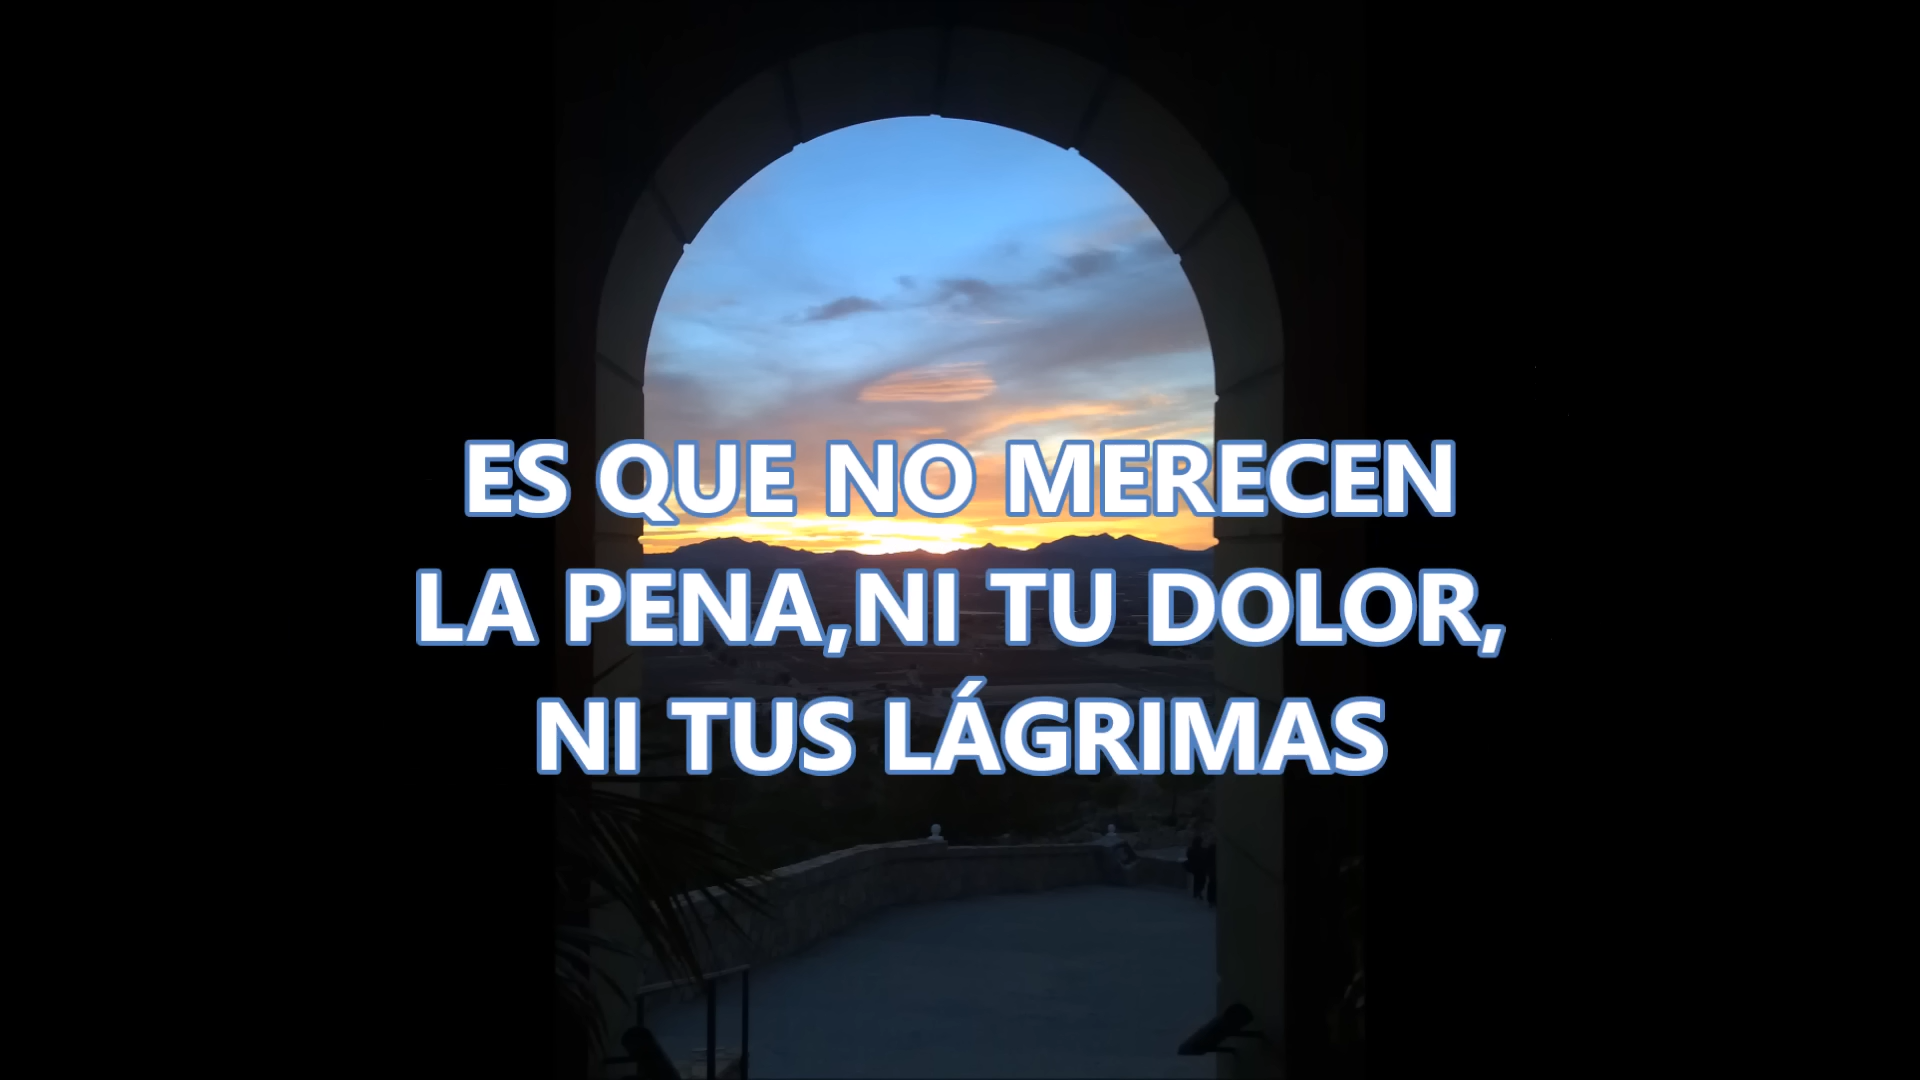 ES QUE NO MERECEN
LA PENA,NI TU DOLOR,
NI TUS LÁGRIMAS